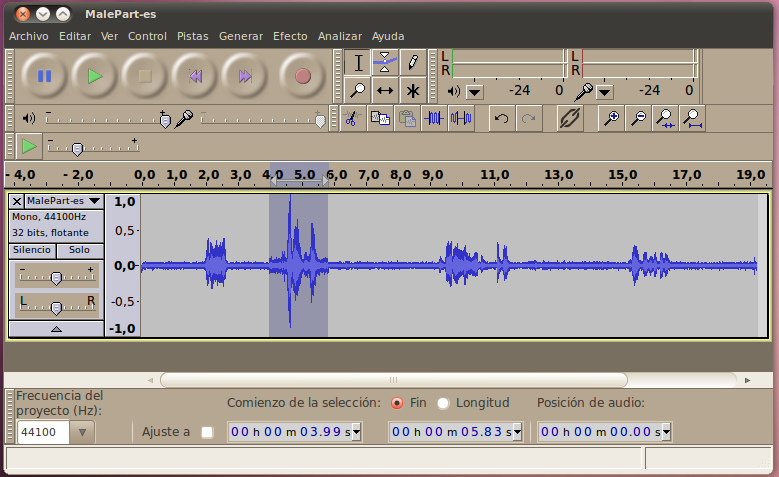 MalePart-es
Archivo Editar Ver Control Pistas Generar Efecto Analizar Ayuda
L
R
-24 0
L
R
-24 0
- +
- +
- +
- 4,0 - 2,0 0,0 1,0 2,0 3,0 4,0 5,0 6,0 7,0 8,0 9,0 11,0 13,0 15,0 17,0 19,0
MalePart-es
Mono, 44100Hz
32 bits, flotante
Silencio Solo
- +
L R
1,0
0,5-
0,0-
-0,5-
-1,0
Frecuencia del
proyecto (Hz):
44100
Ajuste a
Comienzo de la selección: Fin Longitud
00 h 00 m 03.99 s
00 h 00 m 05.83 s
Posición de audio:
00 h 00 m 00.00 s